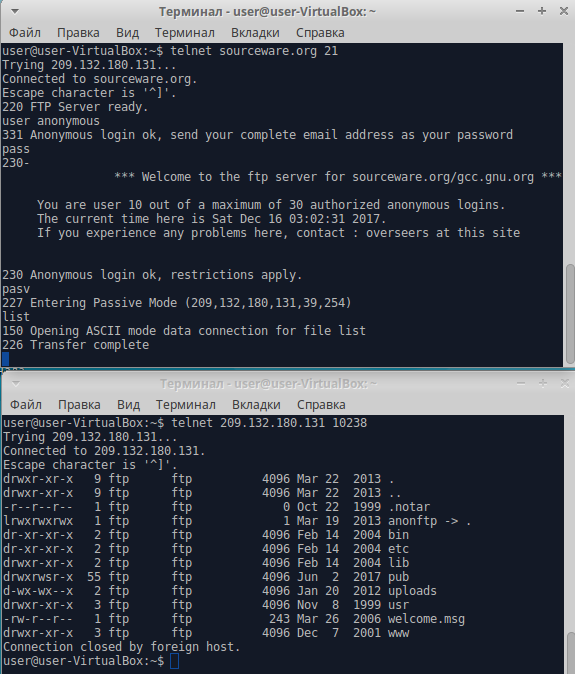 Терминал - user@user-VirtualBox: ~
Файл Правка Вид Терминал Вкладки Справка
user@user-VirtualBox:~$ telnet sourceware.org 21
Trying 209.132.180.131...
Connected to sourceware.org.
Escape character is '^]'.
220 FTP Server ready.
user anonymous
331 Anonymous login ok, send your complete email address as your password
pass
230-
*** Welcome to the ftp server for sourceware.org/gcc.gnu.org ***
You are user 10 out of a maximum of 30 authorized anonymous logins.
The current time here is Sat Dec 16 03:02:31 2017.
If you experience any problems here, contact : overseers at this site
230 Anonymous login ok, restrictions apply.
pasv
227 Entering Passive Mode (209,132,180,131,39,254)
list
150 Opening ASCII mode data connection for file list
226 Transfer complete
Терминал - user@user-VirtualBox: ~
Файл Правка Вид Терминал Вкладки Справка
user@user-VirtualBox:~$ telnet 209.132.180.131 10238
Trying 209.132.180.131...
Connected to 209.132.180.131.
Escape character is '^]'.
drwxr-xr-x 9 ftp ftp 4096 Mar 22 2013 .
drwxr-xr-x 9 ftp ftp 4096 Mar 22 2013 ..
-r--r--r-- 1 ftp ftp 0 Oct 22 1999 .notar
lrwxrwxrwx 1 ftp ftp 1 Mar 19 2013 anonftp -> .
dr-xr-xr-x 2 ftp ftp 4096 Feb 14 2004 bin
dr-xr-xr-x 2 ftp ftp 4096 Feb 14 2004 etc
drwxr-xr-x 2 ftp ftp 4096 Feb 14 2004 lib
drwxrwsr-x 55 ftp ftp 4096 Jun 2 2017 pub
d-wx-wx--x 2 ftp ftp 4096 Jan 20 2012 uploads
drwxr-xr-x 3 ftp ftp 4096 Nov 8 1999 usr
-rw-r--r-- 1 ftp ftp 243 Mar 26 2006 welcome.msg
drwxr-xr-x 3 ftp ftp 4096 Dec 7 2001 www
Connection closed by foreign host.
user@user-VirtualBox:~$